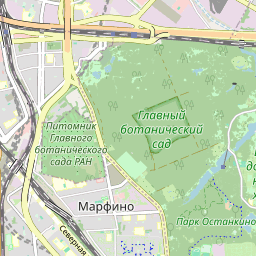 Главный
ботанический
сад
Питомник
Главного
ботанического
сада РАН
Марфино
Парк Останкино
Северная